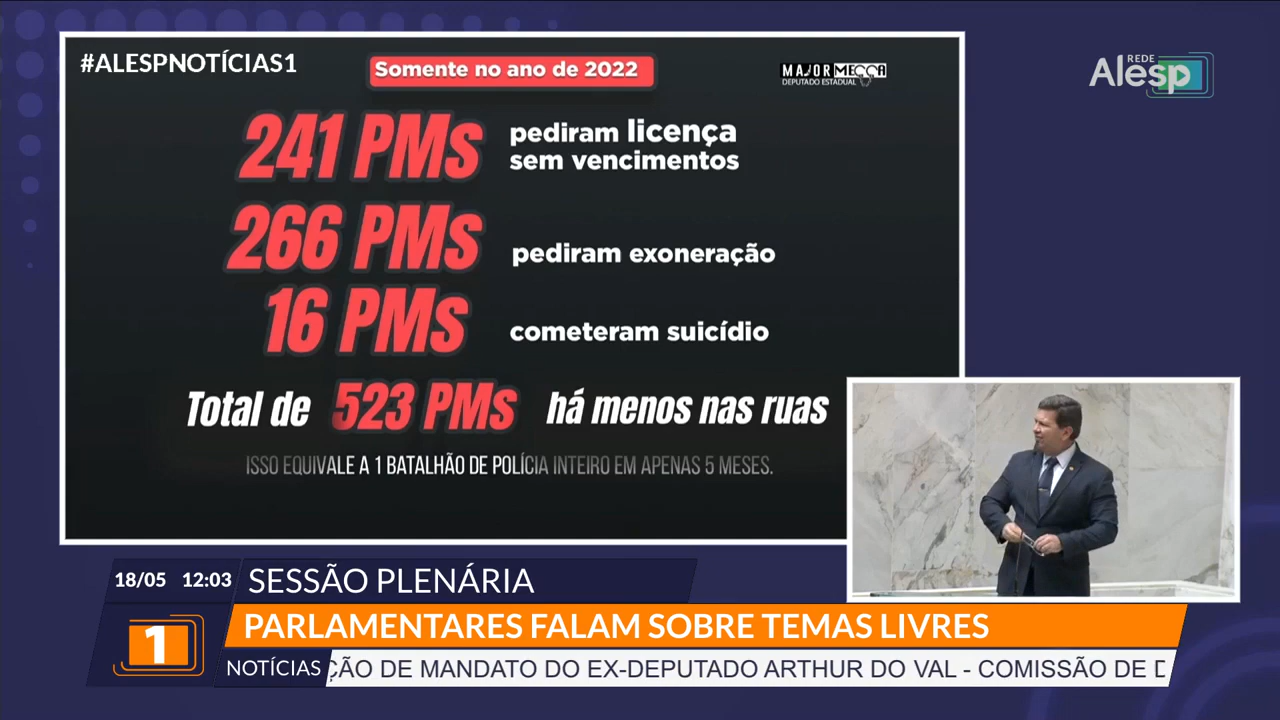 #ALESPNOTÍCIAS1
Somente no ano de 2022
MAJOR MECCA
DEPUTADO ESTADUAL
REDE
Alesp
241 PMs pediram licença
sem vencimentos
266 PMs pediram exoneração
16 PMs cometeram suicídio
Total de 523 PMs há menos nas ruas
ISSO EQUIVALE A 1 BATALHÃO DE POLÍCIA INTEIRO EM APENAS 5 MESES.
18/05 12:03 SESSÃO PLENÁRIA
1 PARLAMENTARES FALAM SOBRE TEMAS LIVRES
NOTÍCIAS ÇÃO DE MANDATO DO EX-DEPUTADO ARTHUR DO VAL - COMISSÃO DE